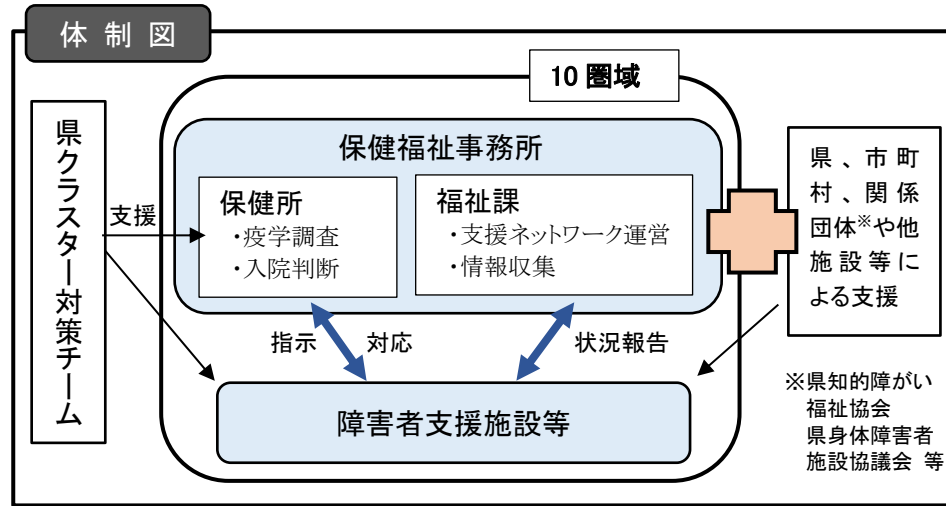 体 制 図
10 圏域
県クラスター対策チーム
支援
保健福祉事務所
保健所
・疫学調査
・入院判断
福祉課
・支援ネットワーク運営
・情報収集
県、市町
村、関係
団体※や他
施設等に
よる支援
指示
対応
状況報告
障害者支援施設等
※県知的障がい
福祉協会
県身体障害者
施設協議会 等